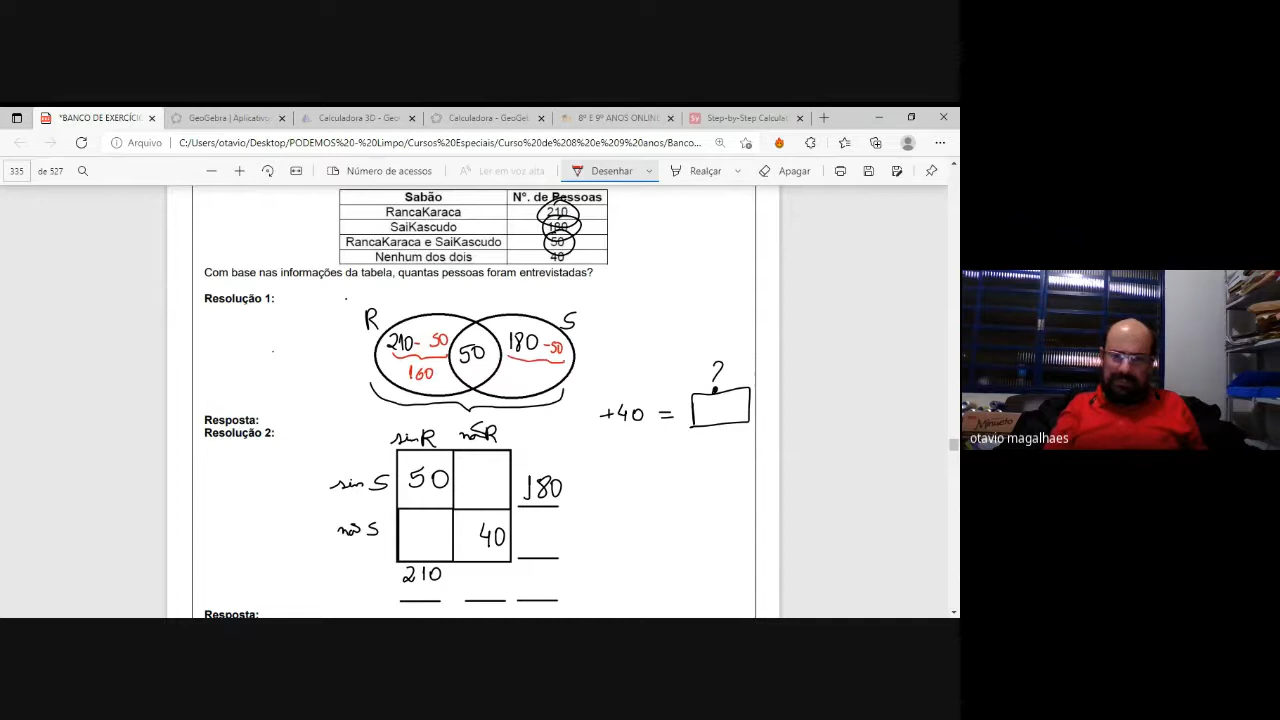 *BANCO DE EXERCÍCI
GeoGebra | Aplicativo
Calculadora 3D - GeoG
Calculadora - GeoGeb
8º E 9º ANOS ONLINE
Step-by-Step Calcula
Arquivo
C:/Users/otavio/Desktop/PODEMOS%20-%20Limpo/Cursos%20Especiais/Curso%20de%208%20e%209%20anos/Banco...
335
de 527
Número de acessos
Ler em voz alta
Desenhar
Realçar
Apagar
Sabão
N°. de Pessoas
RancaKaraca
210
SaiKascudo
180
RancaKaraca e SaiKascudo
50
Nenhum dos dois
40
Com base nas informações da tabela, quantas pessoas foram entrevistadas?
Resolução 1:
R
S
210 - 50
50
180 - 50
160
?
+40 =
Resposta:
Resolução 2:
sim R
não R
sim S
50
180
não S
40
210
Resposta:
otavio magalhaes